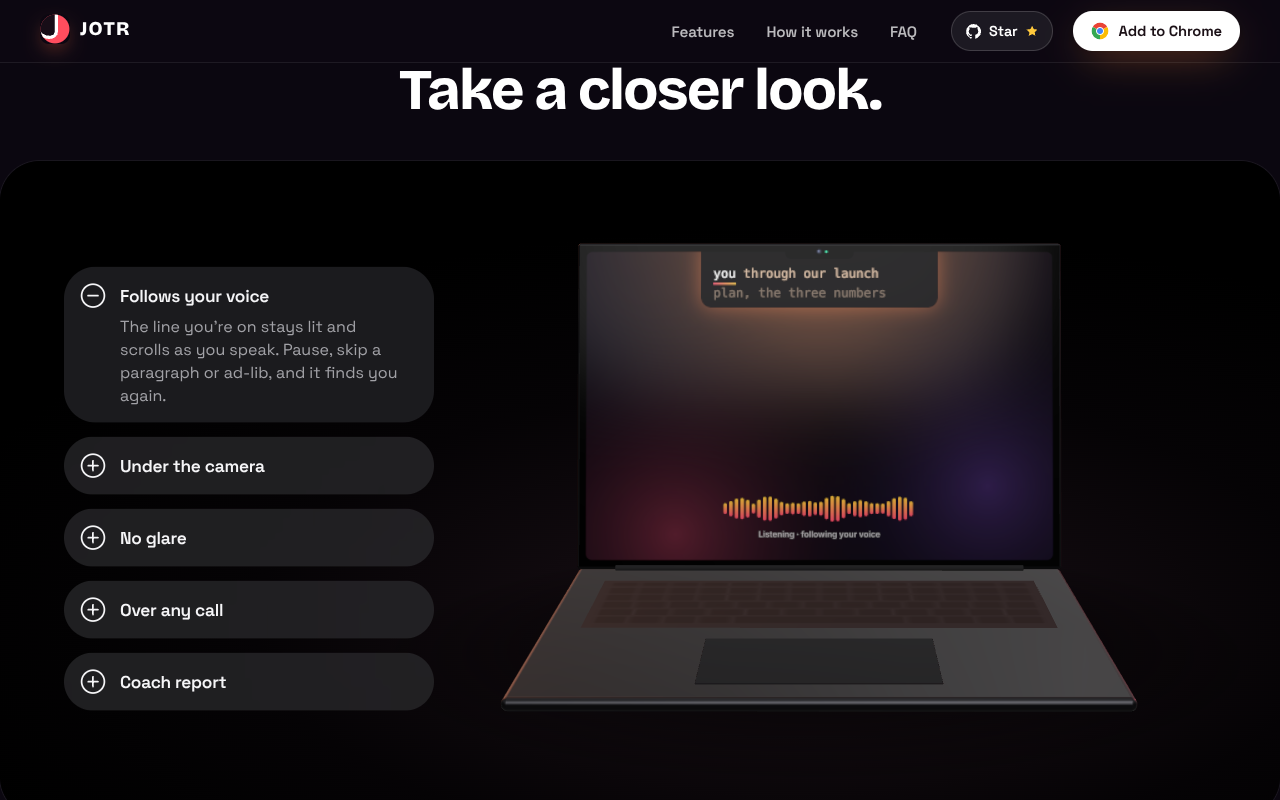 JOTR
Features
How it works
FAQ
Star
Add to Chrome
Take a closer look.
Follows your voice
The line you're on stays lit and
scrolls as you speak. Pause, skip a
paragraph or ad-lib, and it finds you
again.
Under the camera
No glare
Over any call
Coach report
you through our launch
plan, the three numbers
Listening · following your voice